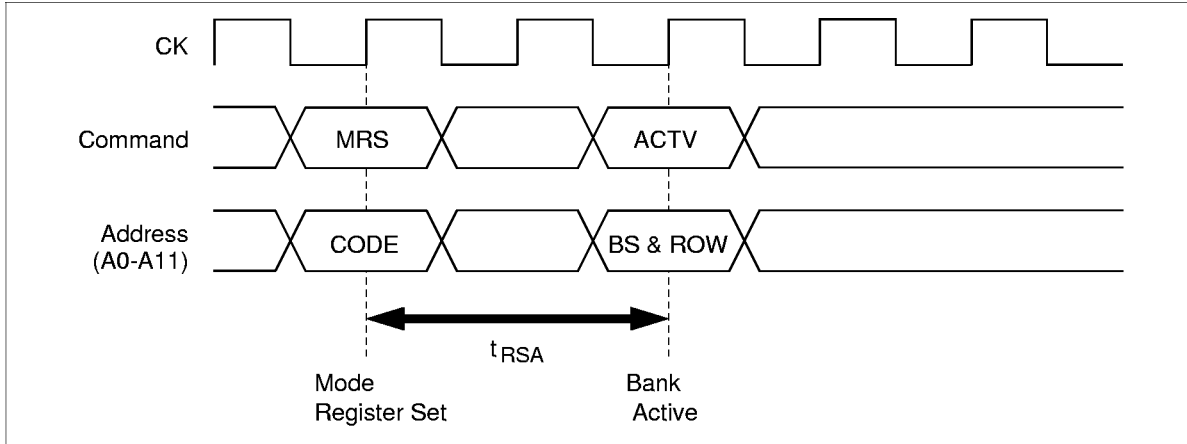 CK
Command
MRS
ACTV
Address
(A0-A11)
CODE
BS & ROW
tRSA
Mode
Register Set
Bank
Active